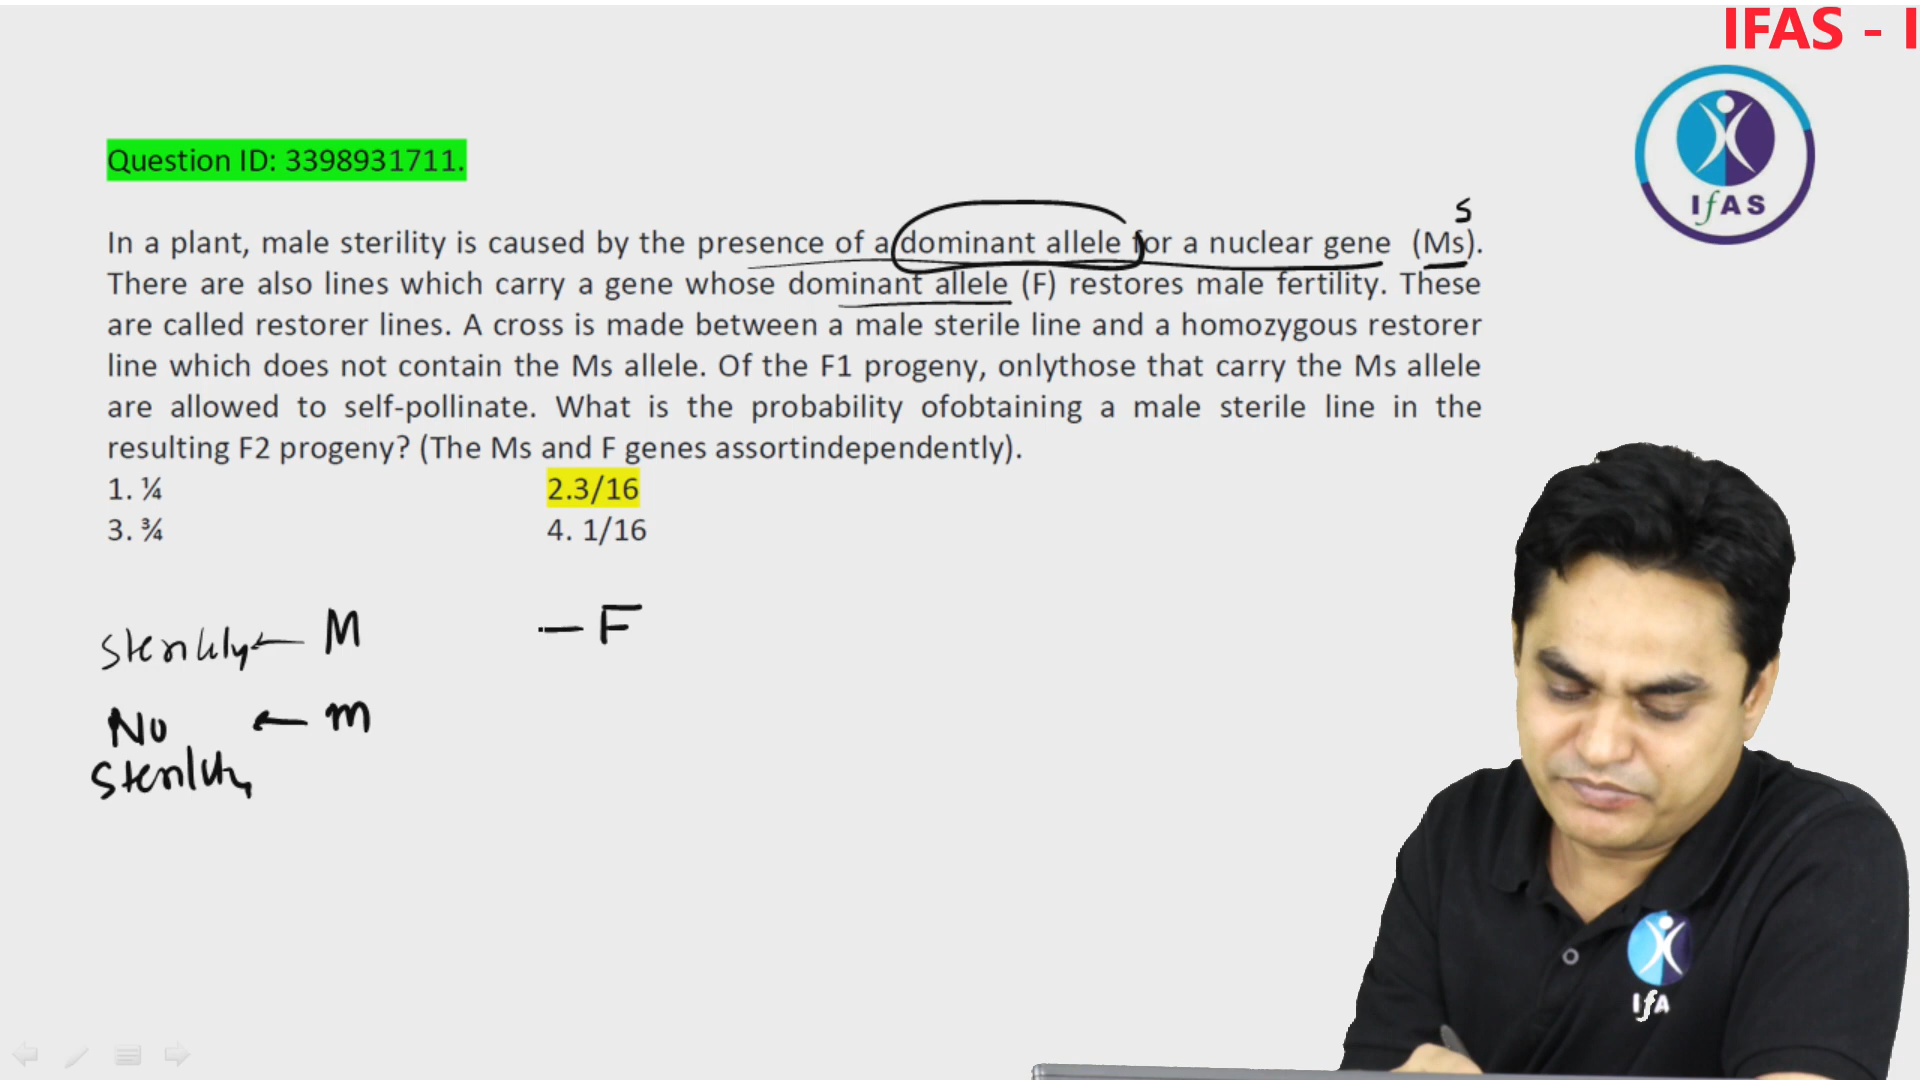 IFAS - I
IfAS
Question ID: 3398931711.
s
In a plant, male sterility is caused by the presence of a dominant allele for a nuclear gene (Ms).
There are also lines which carry a gene whose dominant allele (F) restores male fertility. These
are called restorer lines. A cross is made between a male sterile line and a homozygous restorer
line which does not contain the Ms allele. Of the F1 progeny, onlythose that carry the Ms allele
are allowed to self-pollinate. What is the probability ofobtaining a male sterile line in the
resulting F2 progeny? (The Ms and F genes assortindependently).
1. ¼ 2.3/16
3. ¾ 4. 1/16
Sterility ← M – F
No ← m
Sterility
IfA